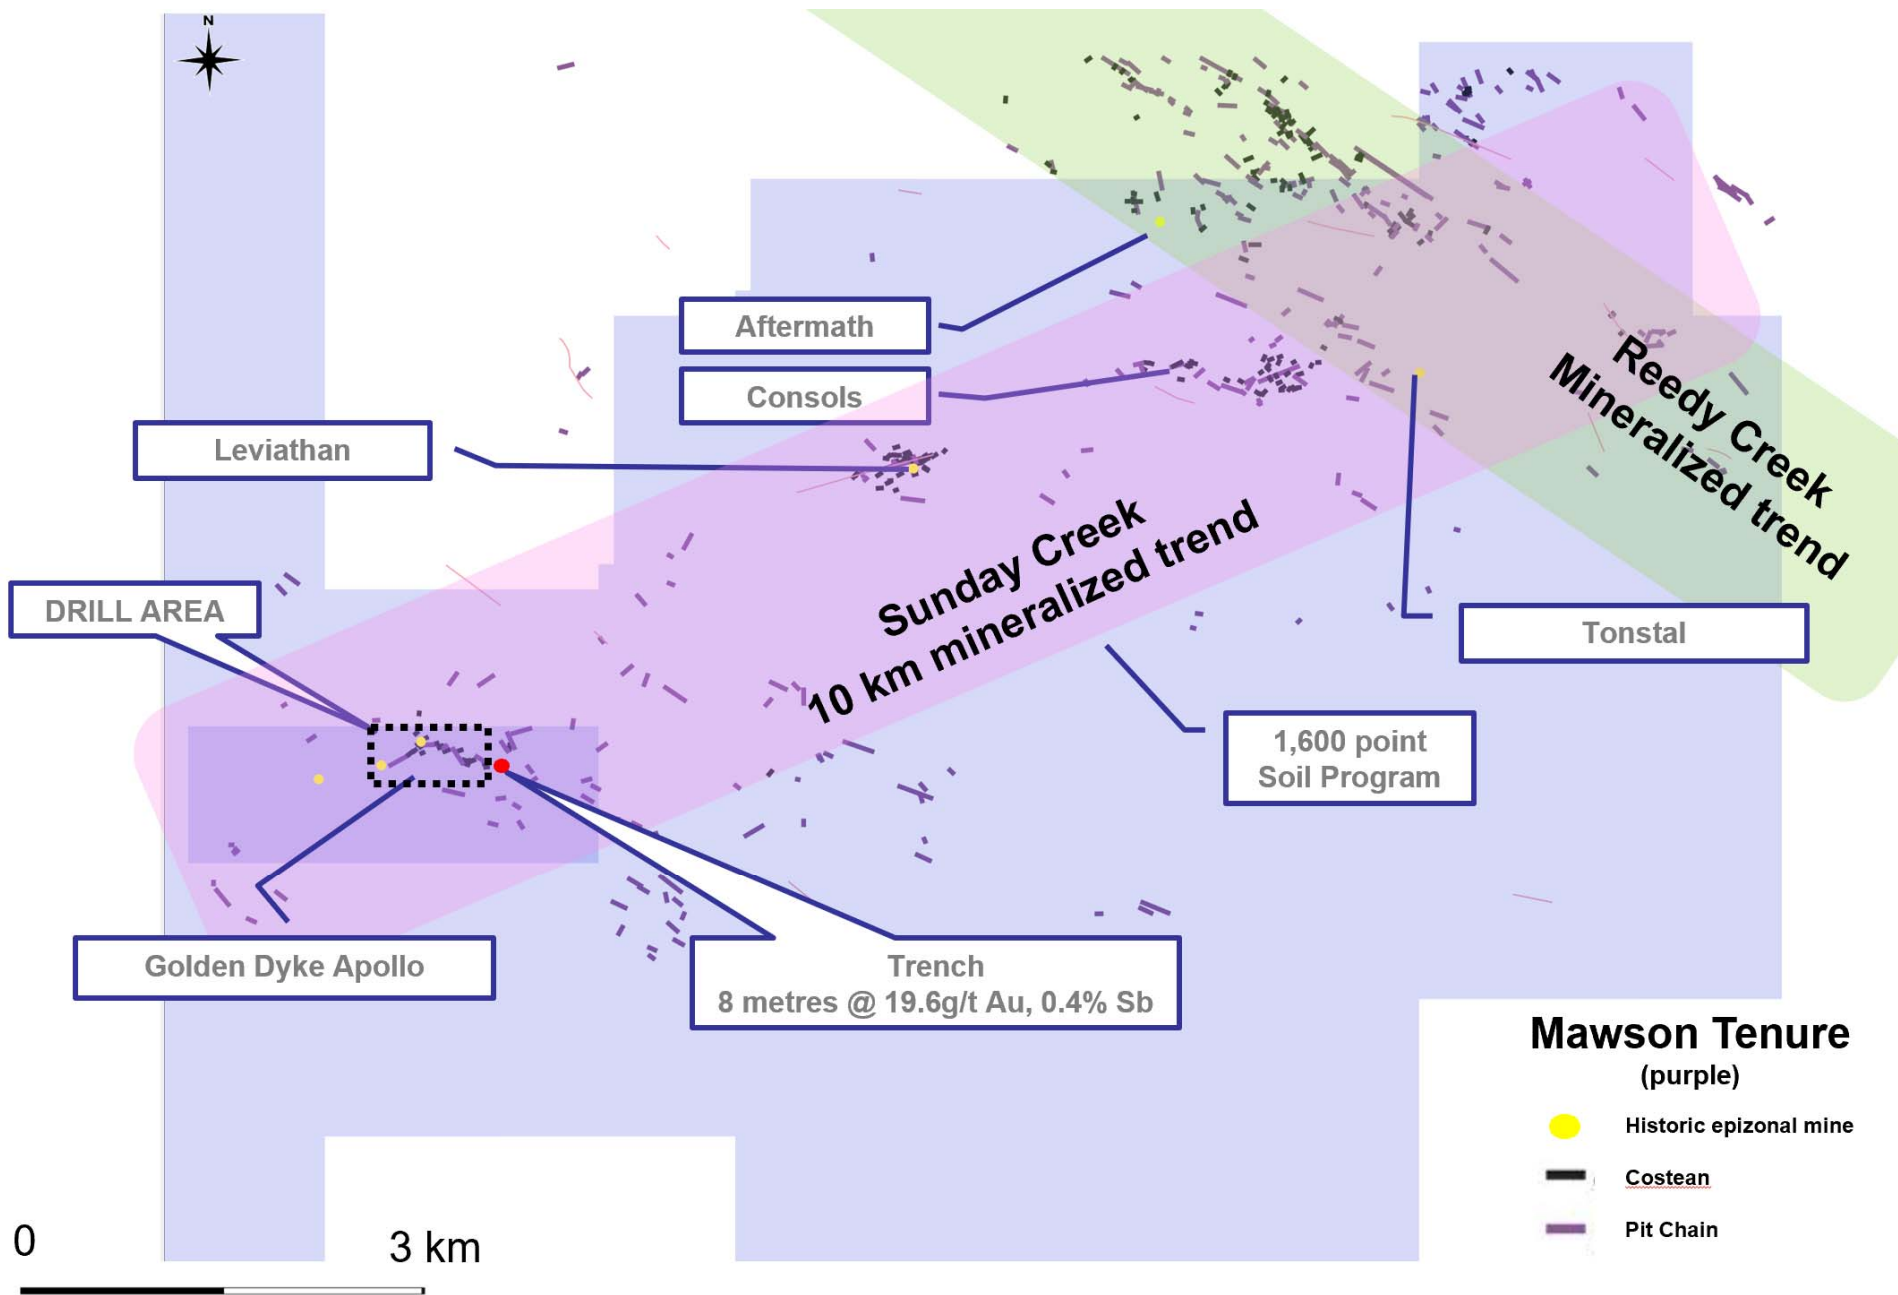 N
Aftermath
Consols
Leviathan
Reedy Creek
Mineralized trend
Sunday Creek
10 km mineralized trend
DRILL AREA
Tonstal
1,600 point
Soil Program
Golden Dyke Apollo
Trench
8 metres @ 19.6g/t Au, 0.4% Sb
Mawson Tenure
(purple)
Historic epizonal mine
Costean
Pit Chain
0
3 km